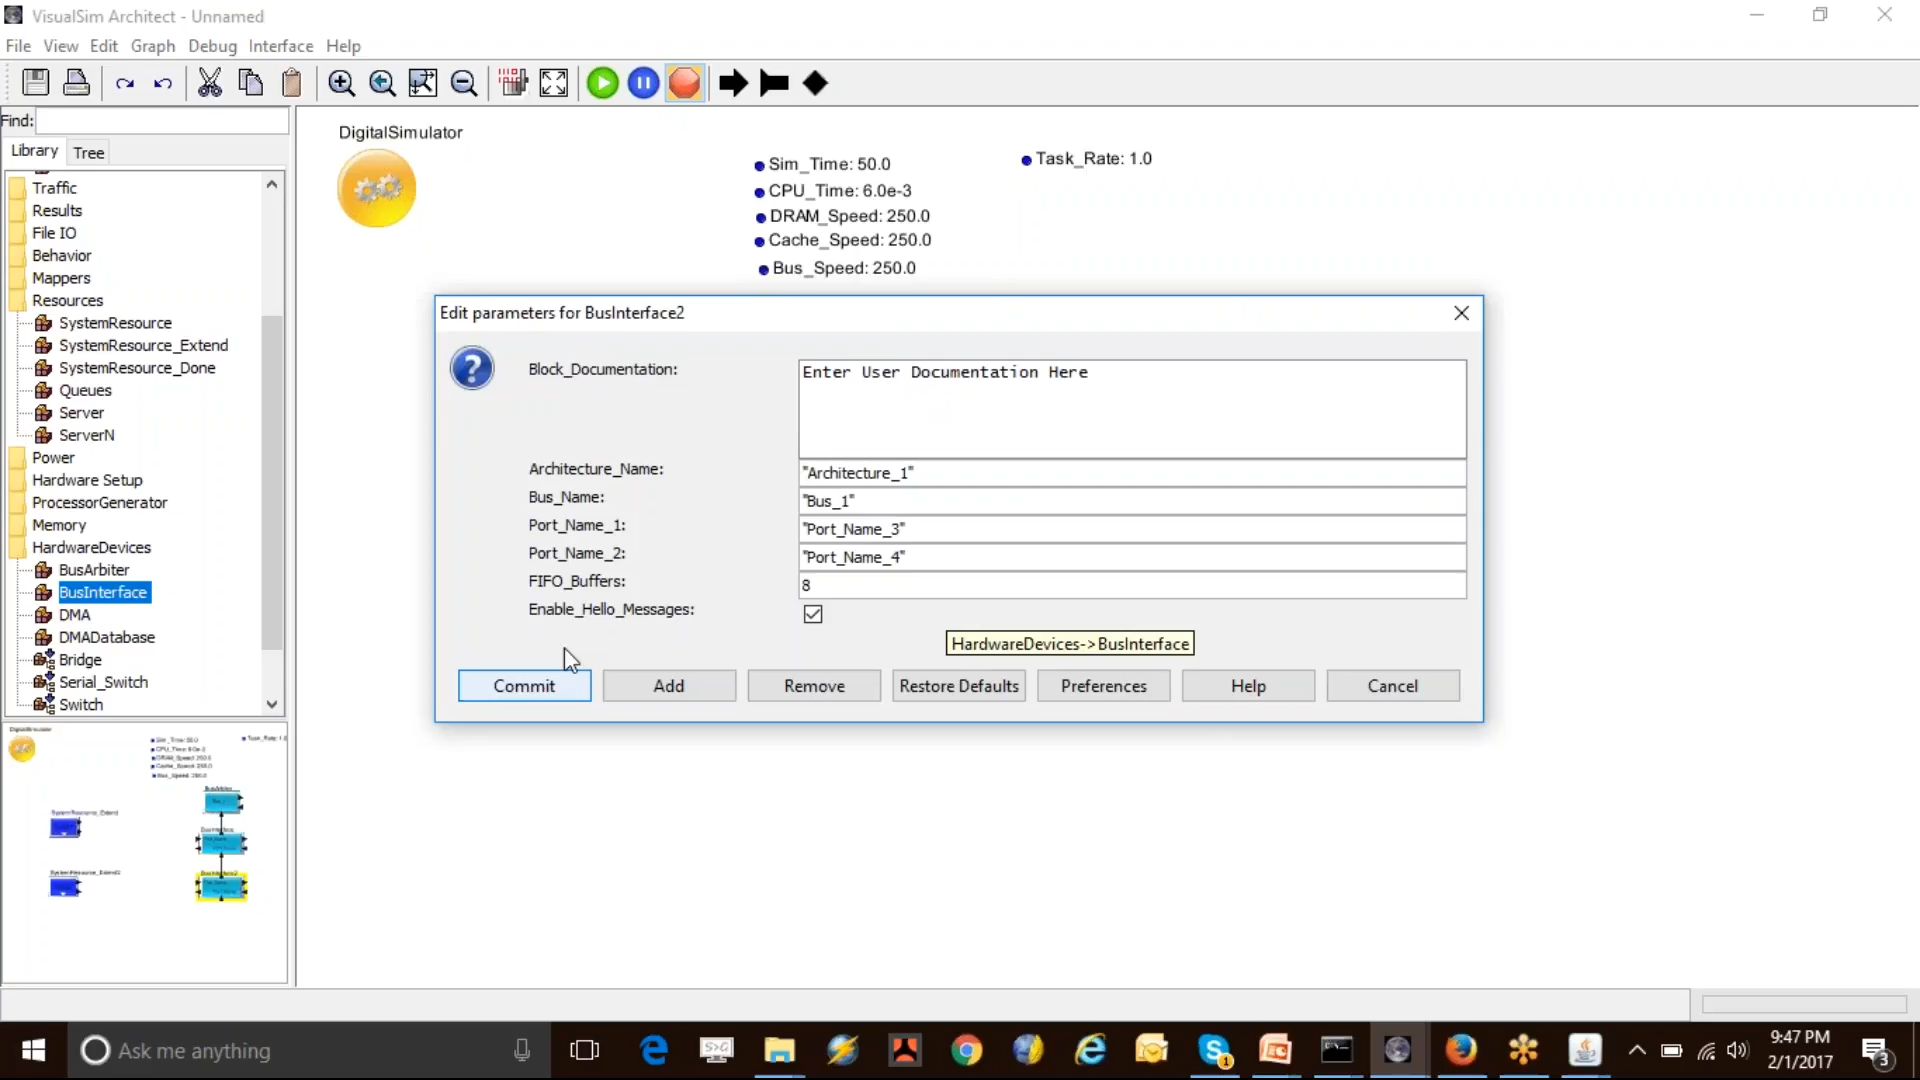 VisualSim Architect - Unnamed
File View Edit Graph Debug Interface Help
Find:
Library Tree
Traffic
Results
File IO
Behavior
Mappers
Resources
SystemResource
SystemResource_Extend
SystemResource_Done
Queues
Server
ServerN
Power
Hardware Setup
ProcessorGenerator
Memory
HardwareDevices
BusArbiter
BusInterface
DMA
DMADatabase
Bridge
Serial_Switch
Switch
DigitalSimulator
Sim_Time: 50.0
CPU_Time: 6.0e-3
DRAM_Speed: 250.0
Cache_Speed: 250.0
Bus_Speed: 250.0
Task_Rate: 1.0
Edit parameters for BusInterface2
Block_Documentation: Enter User Documentation Here
Architecture_Name: "Architecture_1"
Bus_Name: "Bus_1"
Port_Name_1: "Port_Name_3"
Port_Name_2: "Port_Name_4"
FIFO_Buffers: 8
Enable_Hello_Messages:
HardwareDevices->BusInterface
Commit Add Remove Restore Defaults Preferences Help Cancel
Ask me anything
9:47 PM
2/1/2017
3